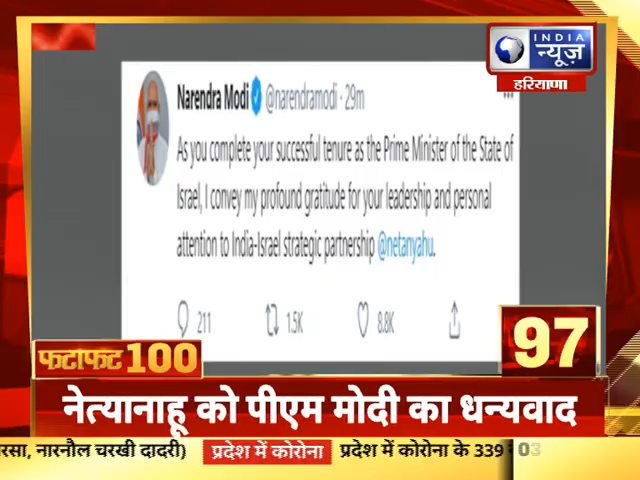 INDIA
न्यूज़
हरियाणा
Narendra Modi @narendramodi · 29m
As you complete your successful tenure as the Prime Minister of the State of
Israel, I convey my profound gratitude for your leadership and personal
attention to India-Israel strategic partnership @netanyahu.
211 1.5K 8.8K
फटाफट 100
97
नेत्यानाहू को पीएम मोदी का धन्यवाद
रसा, नारनौल चरखी दादरी) प्रदेश में कोरोना प्रदेश में कोरोना के 339 03